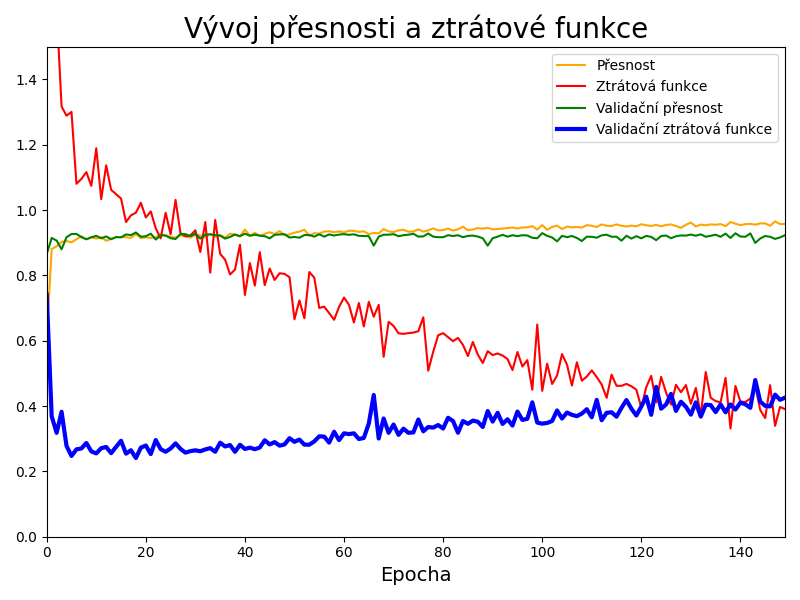 Vývoj přesnosti a ztrátové funkce
Přesnost
Ztrátová funkce
Validační přesnost
Validační ztrátová funkce
1.4
1.2
1.0
0.8
0.6
0.4
0.2
0.0
0 20 40 60 80 100 120 140
Epocha